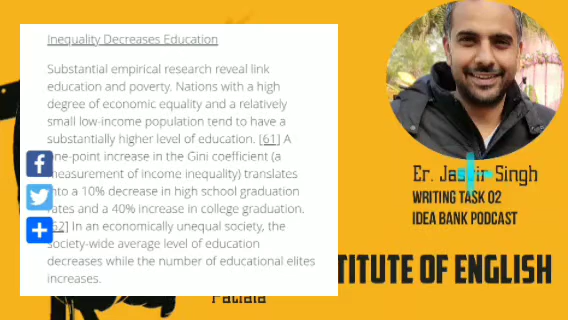 Inequality Decreases Education
Substantial empirical research reveal link
education and poverty. Nations with a high
degree of economic equality and a relatively
small low-income population tend to have a
substantially higher level of education. [61] A
one-point increase in the Gini coefficient (a
measurement of income inequality) translates
into a 10% decrease in high school graduation
rates and a 40% increase in college graduation.
[62] In an economically unequal society, the
society-wide average level of education
decreases while the number of educational elites
increases.
Er. Jasbir Singh
WRITING TASK 02
IDEA BANK PODCAST
TITUTE OF ENGLISH
Patiala